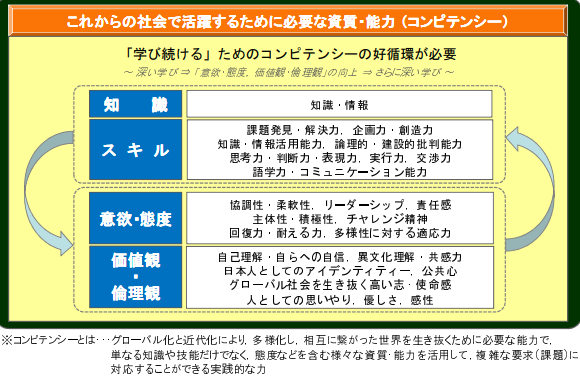 これからの社会で活躍するために必要な資質・能力（コンピテンシー）
「学び続ける」ためのコンピテンシーの好循環が必要
～ 深い学び ⇒「意欲・態度，価値観・倫理観」の向上 ⇒ さらに深い学び ～
知　識
知識・情報
スキル
課題発見・解決力，企画力・創造力
知識・情報活用能力，論理的・建設的批判能力
思考力・判断力・表現力，実行力，交渉力
語学力・コミュニケーション能力
意欲・態度
協調性・柔軟性，リーダーシップ，責任感
主体性・積極性，チャレンジ精神
回復力・耐える力，多様性に対する適応力
価値観
・
倫理観
自己理解・自らへの自信，異文化理解・共感力
日本人としてのアイデンティティー，公共心
グローバル社会を生き抜く高い志・使命感
人としての思いやり，優しさ，感性
※コンピテンシーとは・・・グローバル化と近代化により，多様化し，相互に繋がった世界を生き抜くために必要な能力で，
単なる知識や技能だけでなく，態度などを含む様々な資質・能力を活用して，複雑な要求（課題）に
対応することができる実践的な力